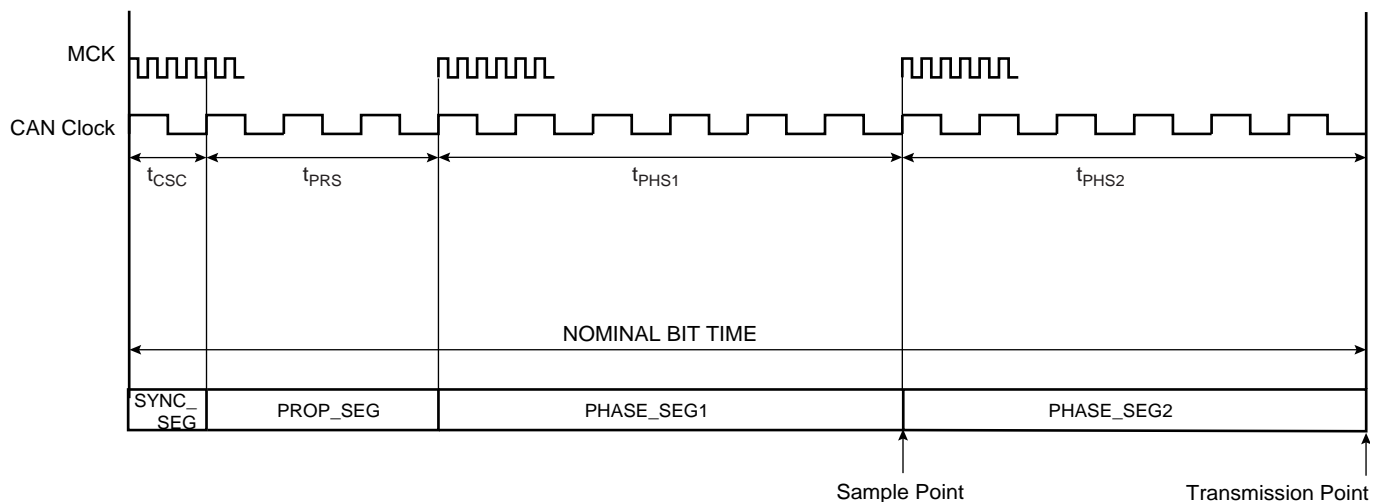 MCK
CAN Clock
tCSC
tPRS
tPHS1
tPHS2
NOMINAL BIT TIME
SYNC_
SEG
PROP_SEG
PHASE_SEG1
PHASE_SEG2
Sample Point
Transmission Point